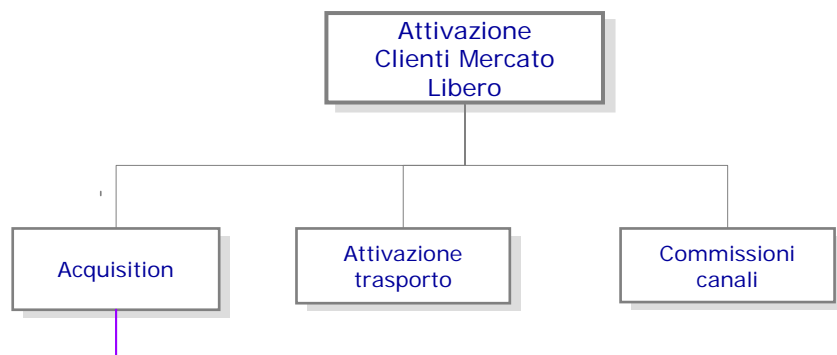 Attivazione
Clienti Mercato
Libero
Acquisition
Attivazione
trasporto
Commissioni
canali